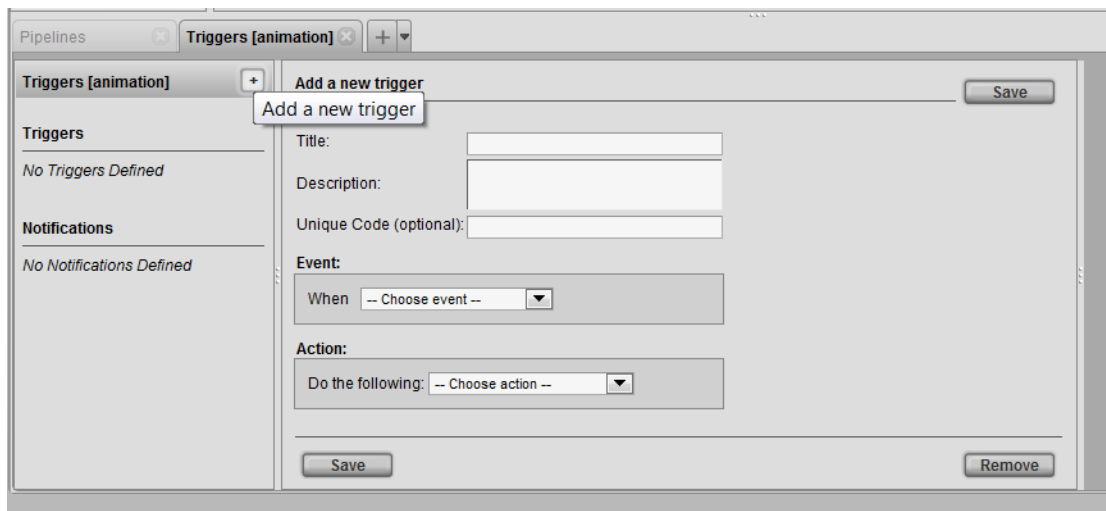 Pipelines
Triggers [animation]
+
Triggers [animation]
+
Add a new trigger
Triggers
No Triggers Defined
Notifications
No Notifications Defined
Add a new trigger
Save
Title:
Description:
Unique Code (optional):
Event:
When -- Choose event --
Action:
Do the following: -- Choose action --
Save
Remove